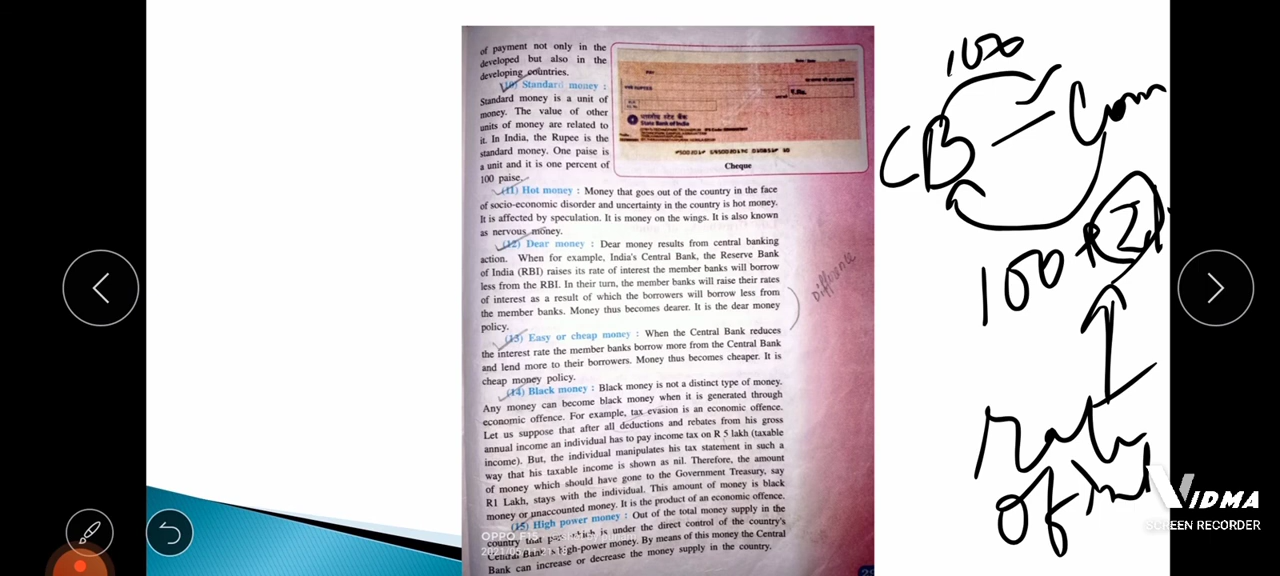 of payment not only in the
developed but also in the
developing countries.
(10) Standard money :
Standard money is a unit of
money. The value of other
units of money are related to
it. In India, the Rupee is the
standard money. One paise is
a unit and it is one percent of
100 paise.
भारतीय स्टेट बैंक
State Bank of India
Cheque
(11) Hot money : Money that goes out of the country in the face
of socio-economic disorder and uncertainty in the country is hot money.
It is affected by speculation. It is money on the wings. It is also known
as nervous money.
(12) Dear money : Dear money results from central banking
action. When for example, India's Central Bank, the Reserve Bank
of India (RBI) raises its rate of interest the member banks will borrow
less from the RBI. In their turn, the member banks will raise their rates
of interest as a result of which the borrowers will borrow less from
the member banks. Money thus becomes dearer. It is the dear money
policy.
(13) Easy or cheap money : When the Central Bank reduces
the interest rate the member banks borrow more from the Central Bank
and lend more to their borrowers. Money thus becomes cheaper. It is
cheap money policy.
(14) Black money : Black money is not a distinct type of money.
Any money can become black money when it is generated through
economic offence. For example, tax evasion is an economic offence.
Let us suppose that after all deductions and rebates from his gross
annual income an individual has to pay income tax on R 5 lakh (taxable
income). But, the individual manipulates his tax statement in such a
way that his taxable income is shown as nil. Therefore, the amount
of money which should have gone to the Government Treasury, say
R1 Lakh, stays with the individual. This amount of money is black
money or unaccounted money. It is the product of an economic offence.
(15) High power money : Out of the total money supply in the
country that part which is under the direct control of the country's
Central Bank is high-power money. By means of this money the Central
Bank can increase or decrease the money supply in the country.
OPPO F15
100
CB Com
100
rate
of int
VIDMA
SCREEN RECORDER